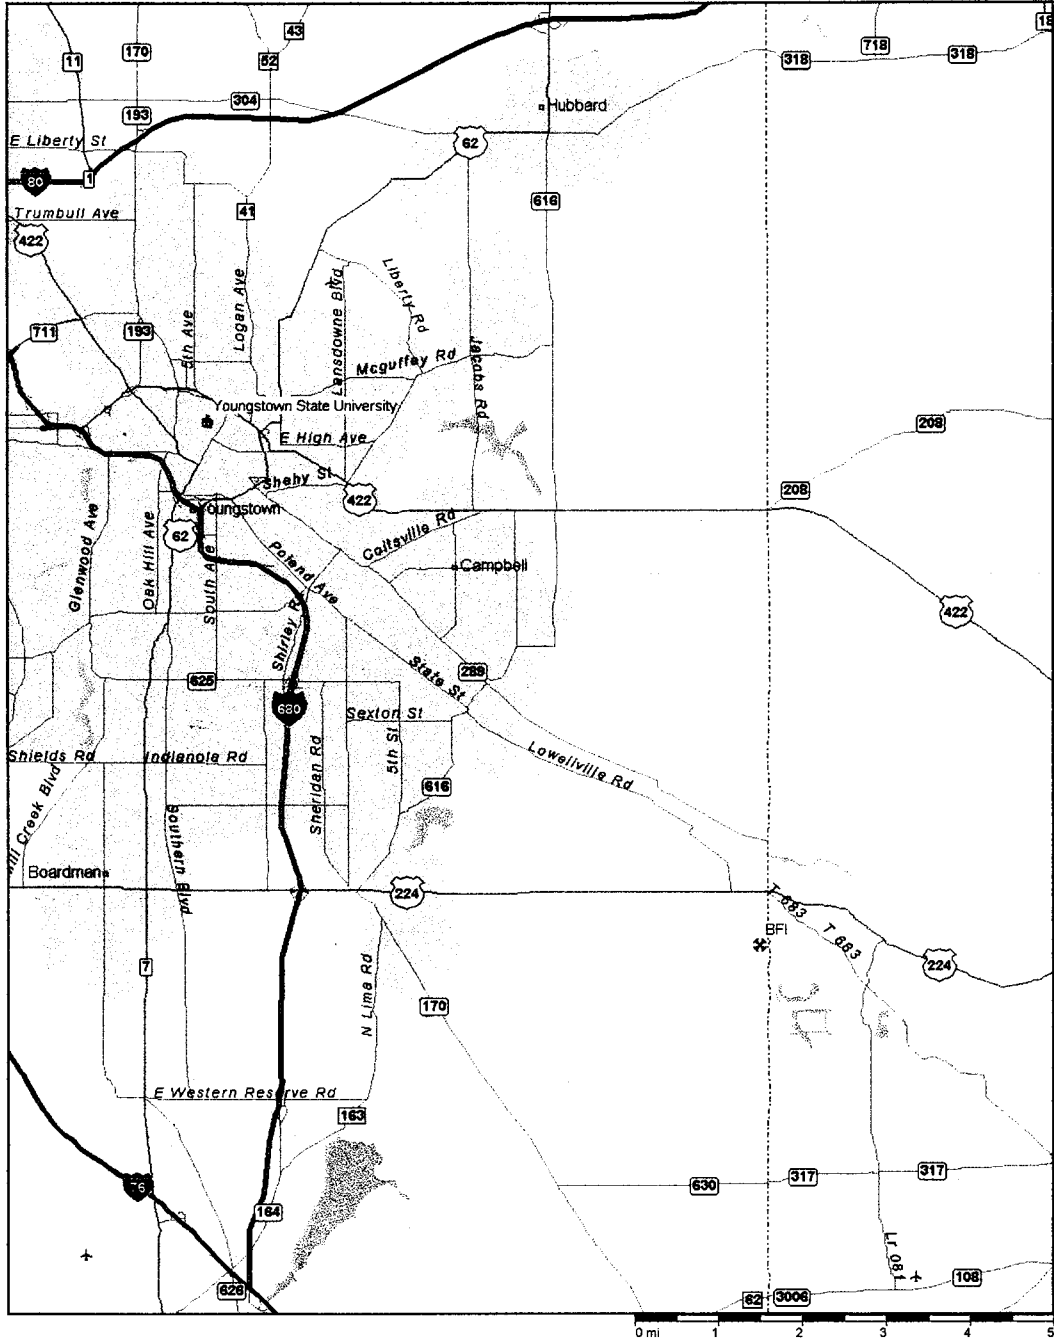 43
18
11
170
52
718
318
318
304
193
Hubbard
E Liberty St
62
80
1
616
Trumbull Ave
41
422
Logan Ave
Lansdowne Blvd
Liberty Rd
711
193
5th Ave
Mcguffey Rd
Jacobs Rd
Youngstown State University
208
E High Ave
Shehy St
422
208
Youngstown
62
Glenwood Ave
Oak Hill Ave
South Ave
Poland Ave
Coitsville Rd
Campbell
422
Shirley R
State St
289
625
680
Sexton St
Shields Rd
Indianola Rd
Sheridan Rd
5th St
Lowellville Rd
616
Mill Creek Blvd
Southern Blvd
Boardman
224
T 683
T 683
BFI
224
7
N Lima Rd
170
E Western Reserve Rd
163
76
630
317
317
164
Lr 081
626
62
3006
108
0 mi
1
2
3
4
5